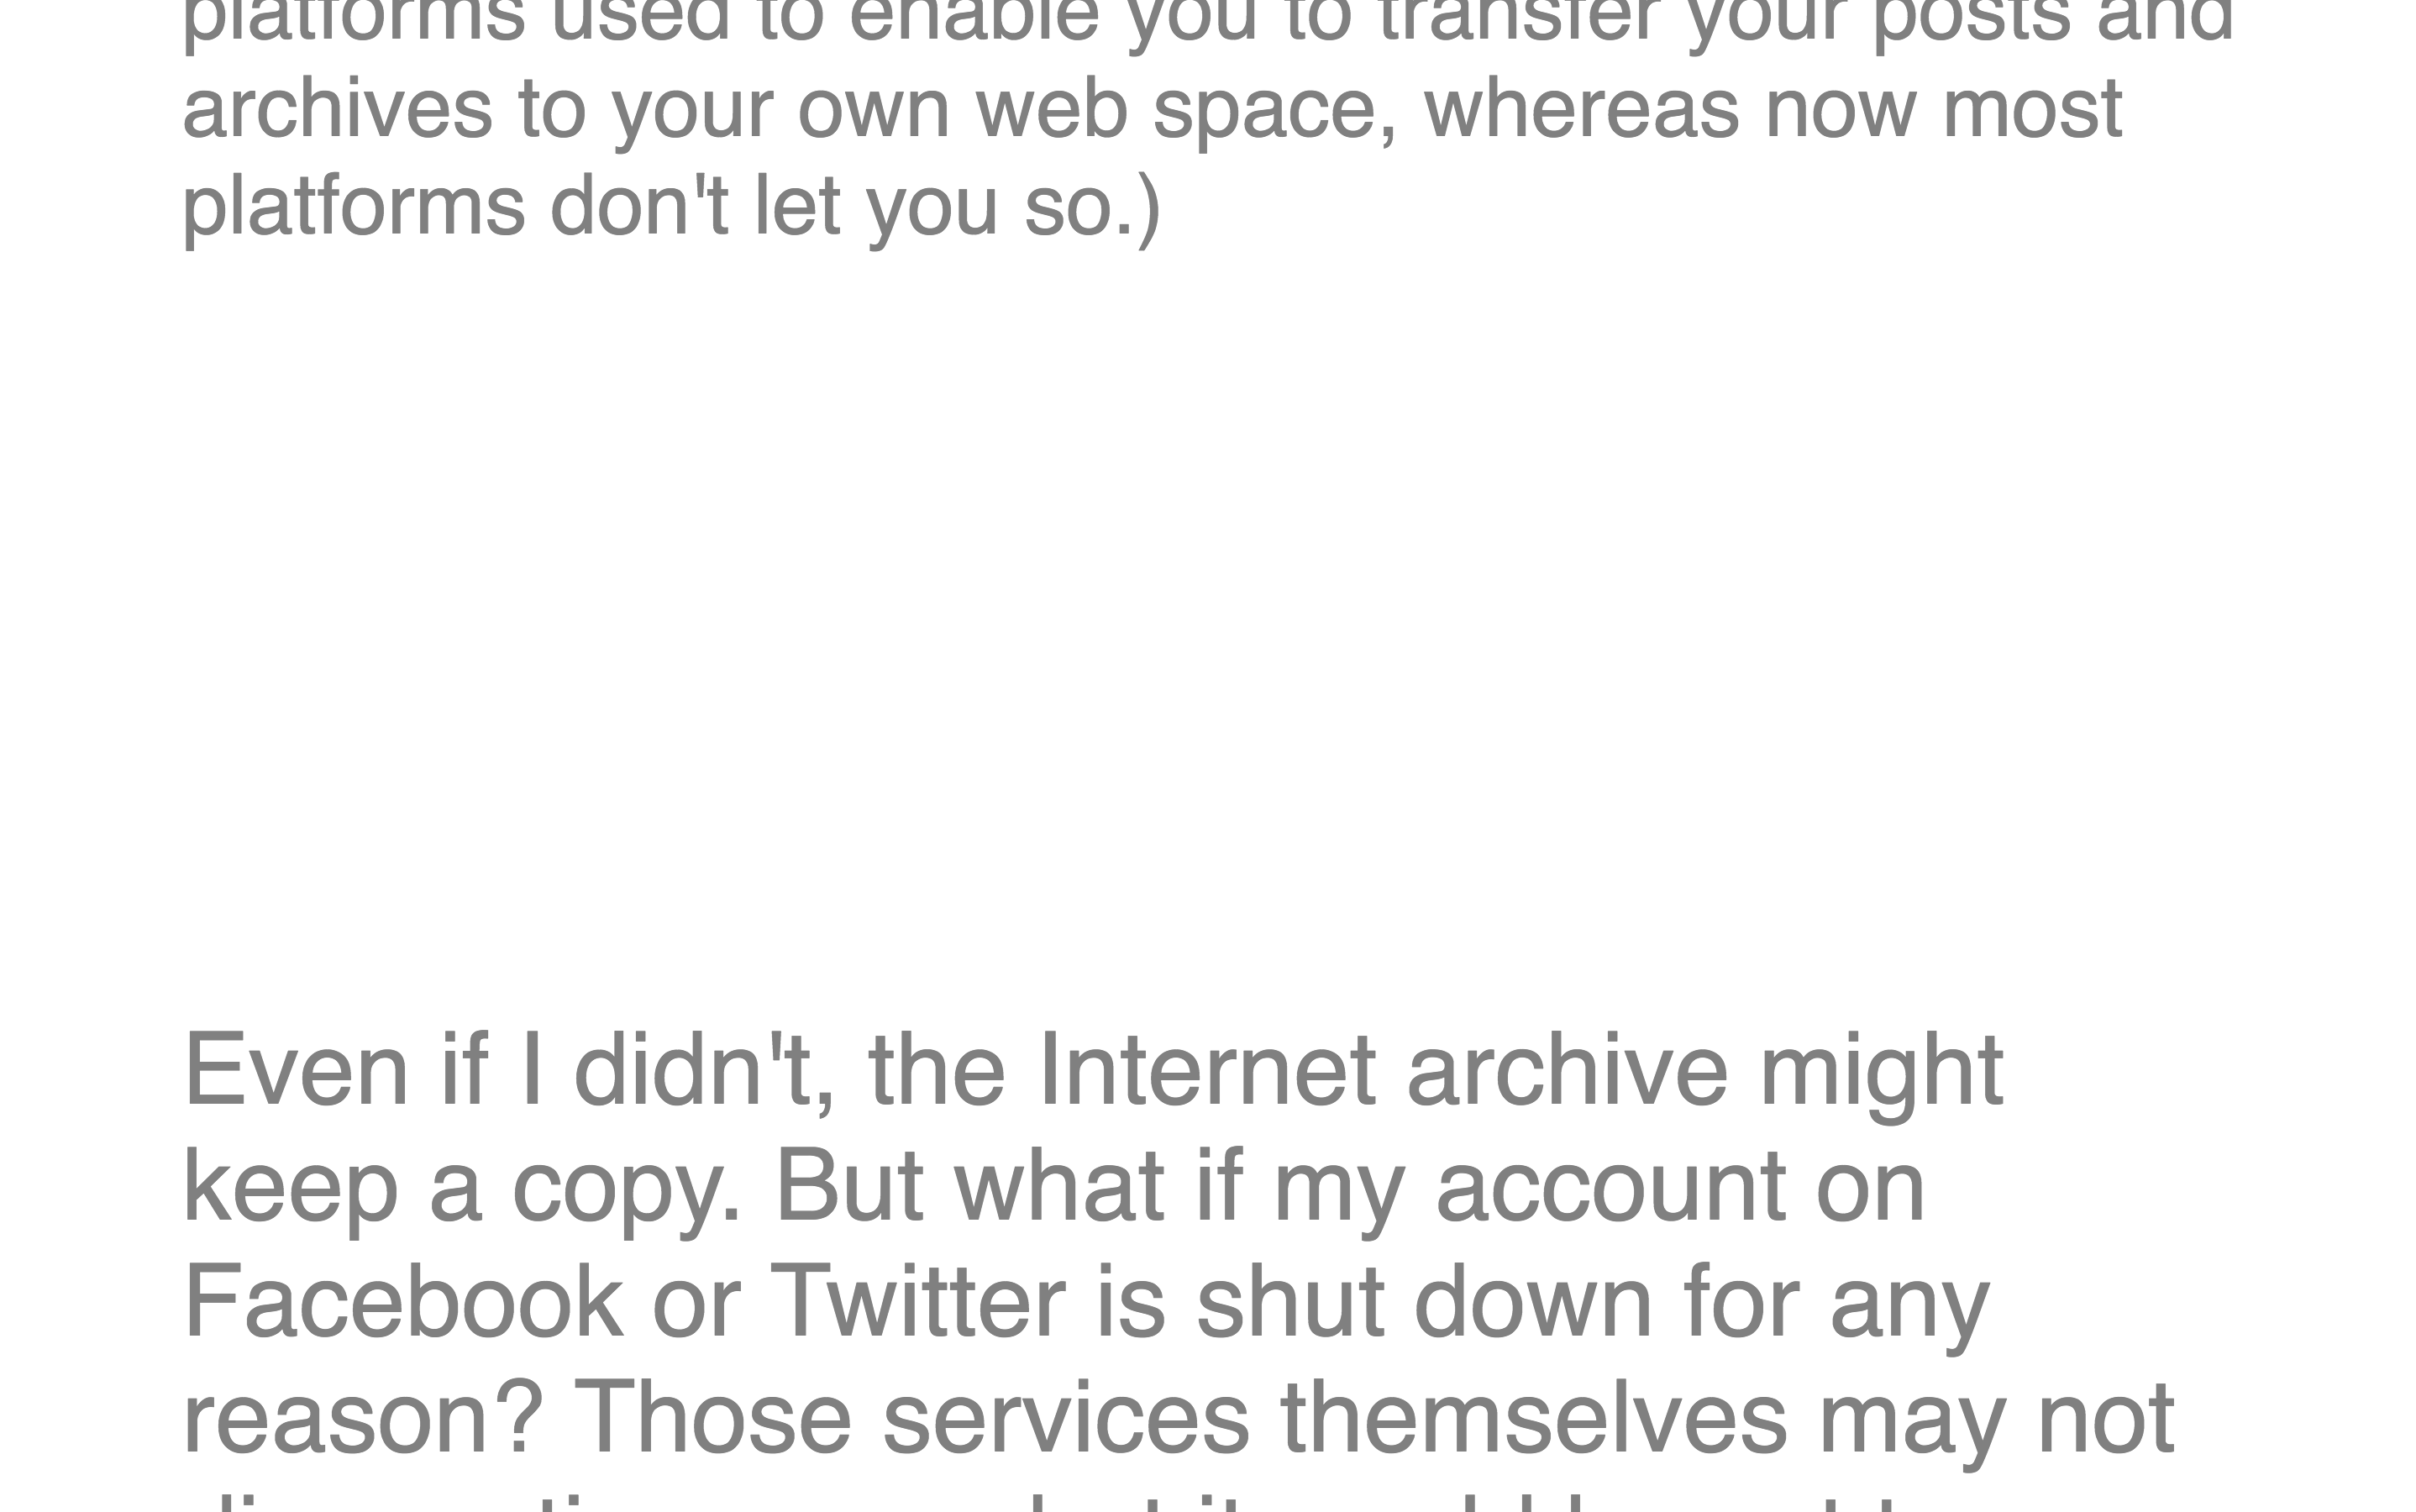 platforms used to enable you to transfer your posts and
archives to your own web space, whereas now most
platforms don't let you so.)
Even if I didn't, the Internet archive might
keep a copy. But what if my account on
Facebook or Twitter is shut down for any
reason? Those services themselves may not